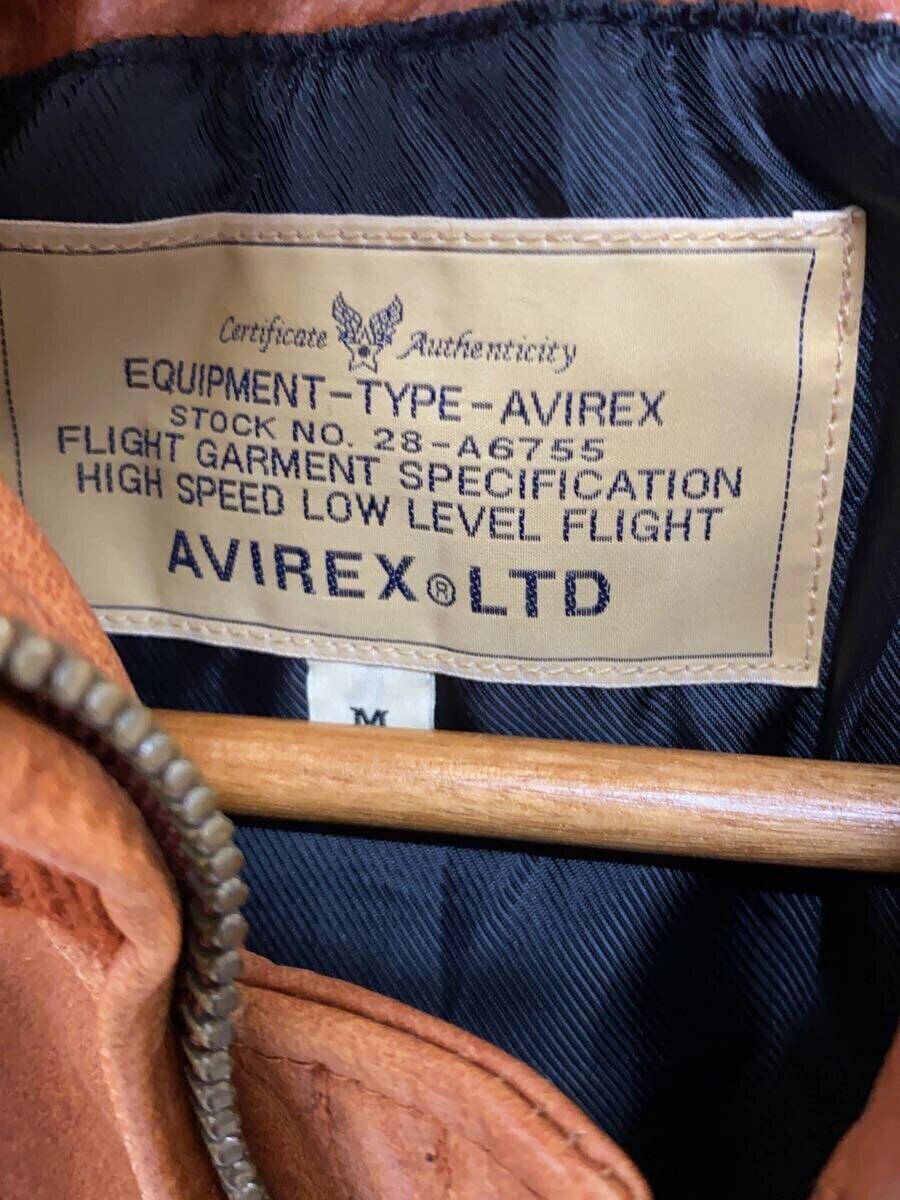 Certificate Authenticity
EQUIPMENT-TYPE-AVIREX
STOCK NO. 28-A6755
FLIGHT GARMENT SPECIFICATION
HIGH SPEED LOW LEVEL FLIGHT
AVIREX®LTD
M